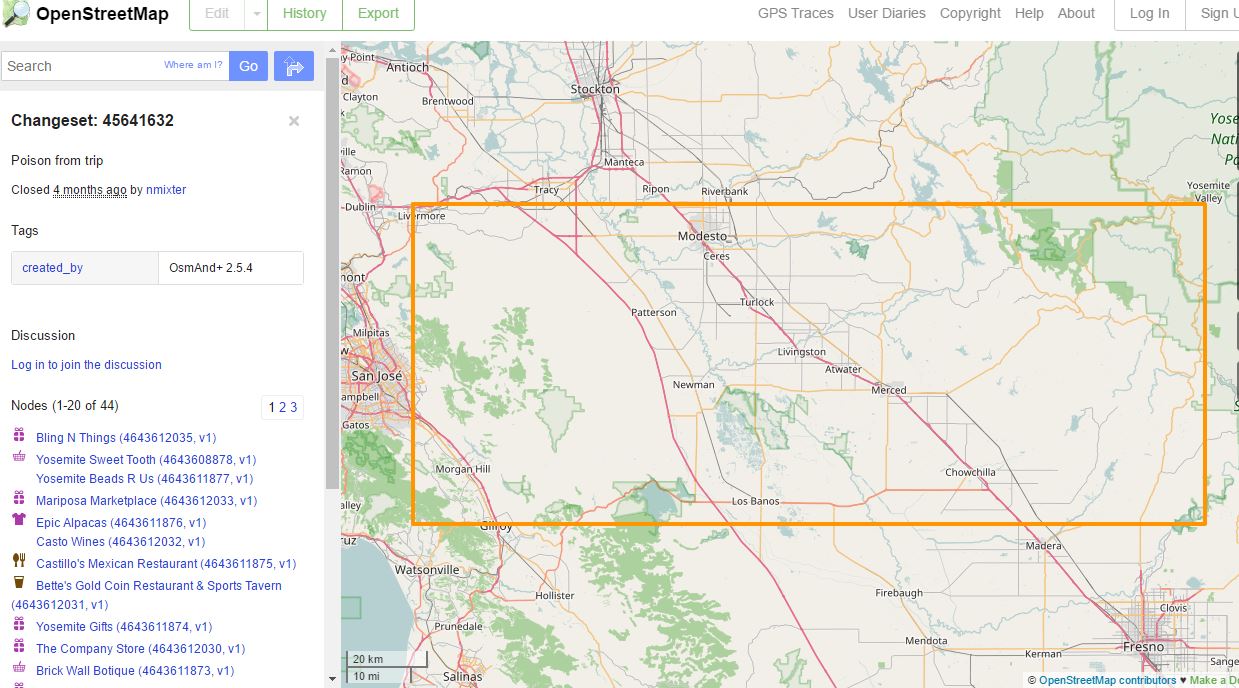 OpenStreetMap
Edit
History
Export
GPS Traces
User Diaries
Copyright
Help
About
Log In
Sign U
Search
Where am I?
Go
Changeset: 45641632
Poison from trip
Closed 4 months ago by nmixter
Tags
created_by
OsmAnd+ 2.5.4
Discussion
Log in to join the discussion
Nodes (1-20 of 44)
1 2 3
Bling N Things (4643612035, v1)
Yosemite Sweet Tooth (4643608878, v1)
Yosemite Beads R Us (4643611877, v1)
Mariposa Marketplace (4643612033, v1)
Epic Alpacas (4643611876, v1)
Casto Wines (4643612032, v1)
Castillo's Mexican Restaurant (4643611875, v1)
Bette's Gold Coin Restaurant & Sports Tavern
(4643612031, v1)
Yosemite Gifts (4643611874, v1)
The Company Store (4643612030, v1)
Brick Wall Botique (4643611873, v1)
y Point
Antioch
Clayton
Brentwood
Stockton
Yose
Nati
Pa
ville
Ramon
Manteca
Tracy
Ripon
Riverbank
Yosemite
Valley
Dublin
Livermore
Modesto
Ceres
mont
Turlock
Patterson
Milpitas
w
Livingston
San José
Atwater
Newman
Merced
ampbell
Gatos
Morgan Hill
Chowchilla
alley
Los Banos
Gilroy
ruz
Madera
Watsonville
Hollister
Firebaugh
Clovis
Prunedale
Mendota
Fresno
Kerman
Sange
Salinas
20 km
10 mi
© OpenStreetMap contributors ♥ Make a Do